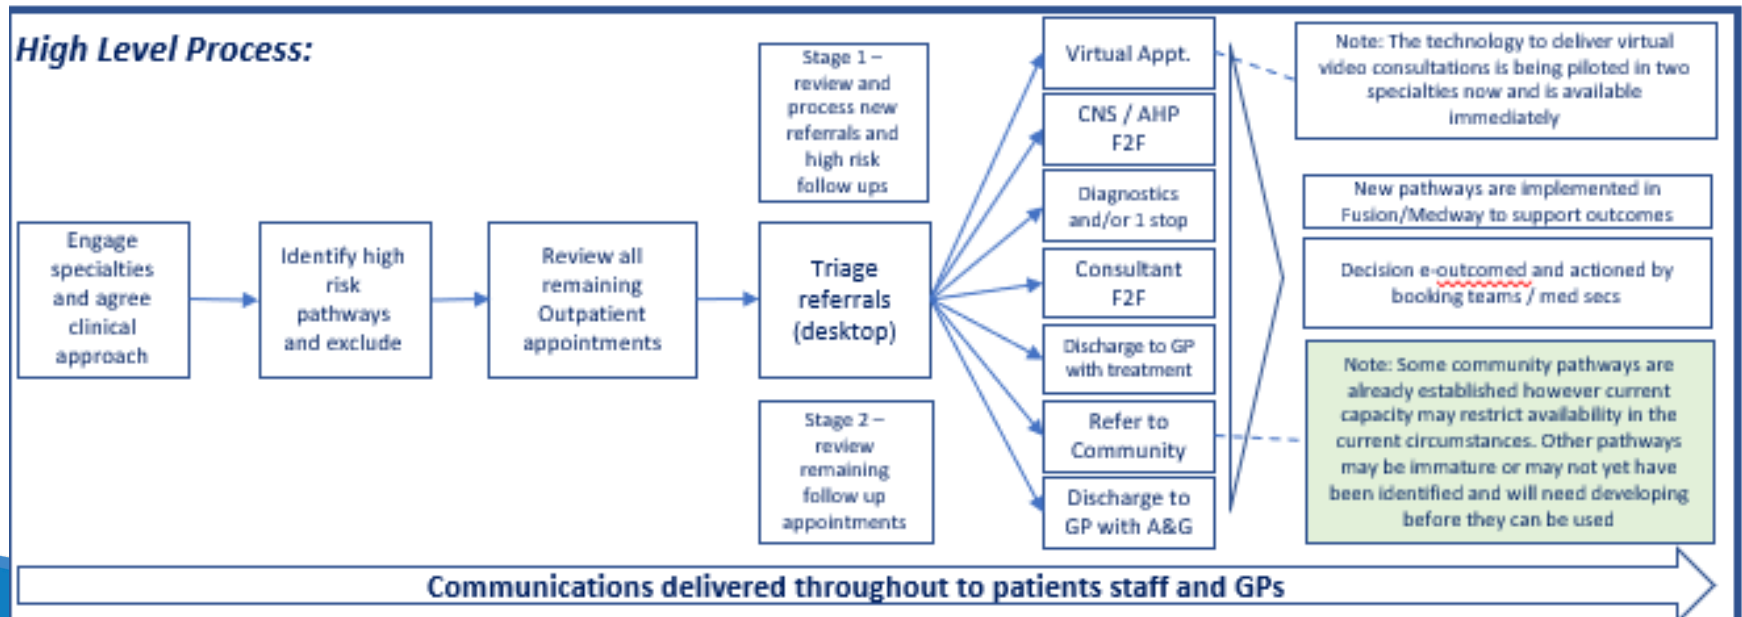 High Level Process:
Engage
specialties
and agree
clinical
approach
Identify high
risk
pathways
and exclude
Review all
remaining
Outpatient
appointments
Stage 1 –
review and
process new
referrals and
high risk
follow ups
Triage
referrals
(desktop)
Stage 2 –
review
remaining
follow up
appointments
Virtual Appt.
CNS / AHP
F2F
Diagnostics
and/or 1 stop
Consultant
F2F
Discharge to GP
with treatment
Refer to
Community
Discharge to
GP with A&G
Note: The technology to deliver virtual
video consultations is being piloted in two
specialties now and is available
immediately
New pathways are implemented in
Fusion/Medway to support outcomes
Decision e-outcomed and actioned by
booking teams / med secs
Note: Some community pathways are
already established however current
capacity may restrict availability in the
current circumstances. Other pathways
may be immature or may not yet have
been identified and will need developing
before they can be used
Communications delivered throughout to patients staff and GPs